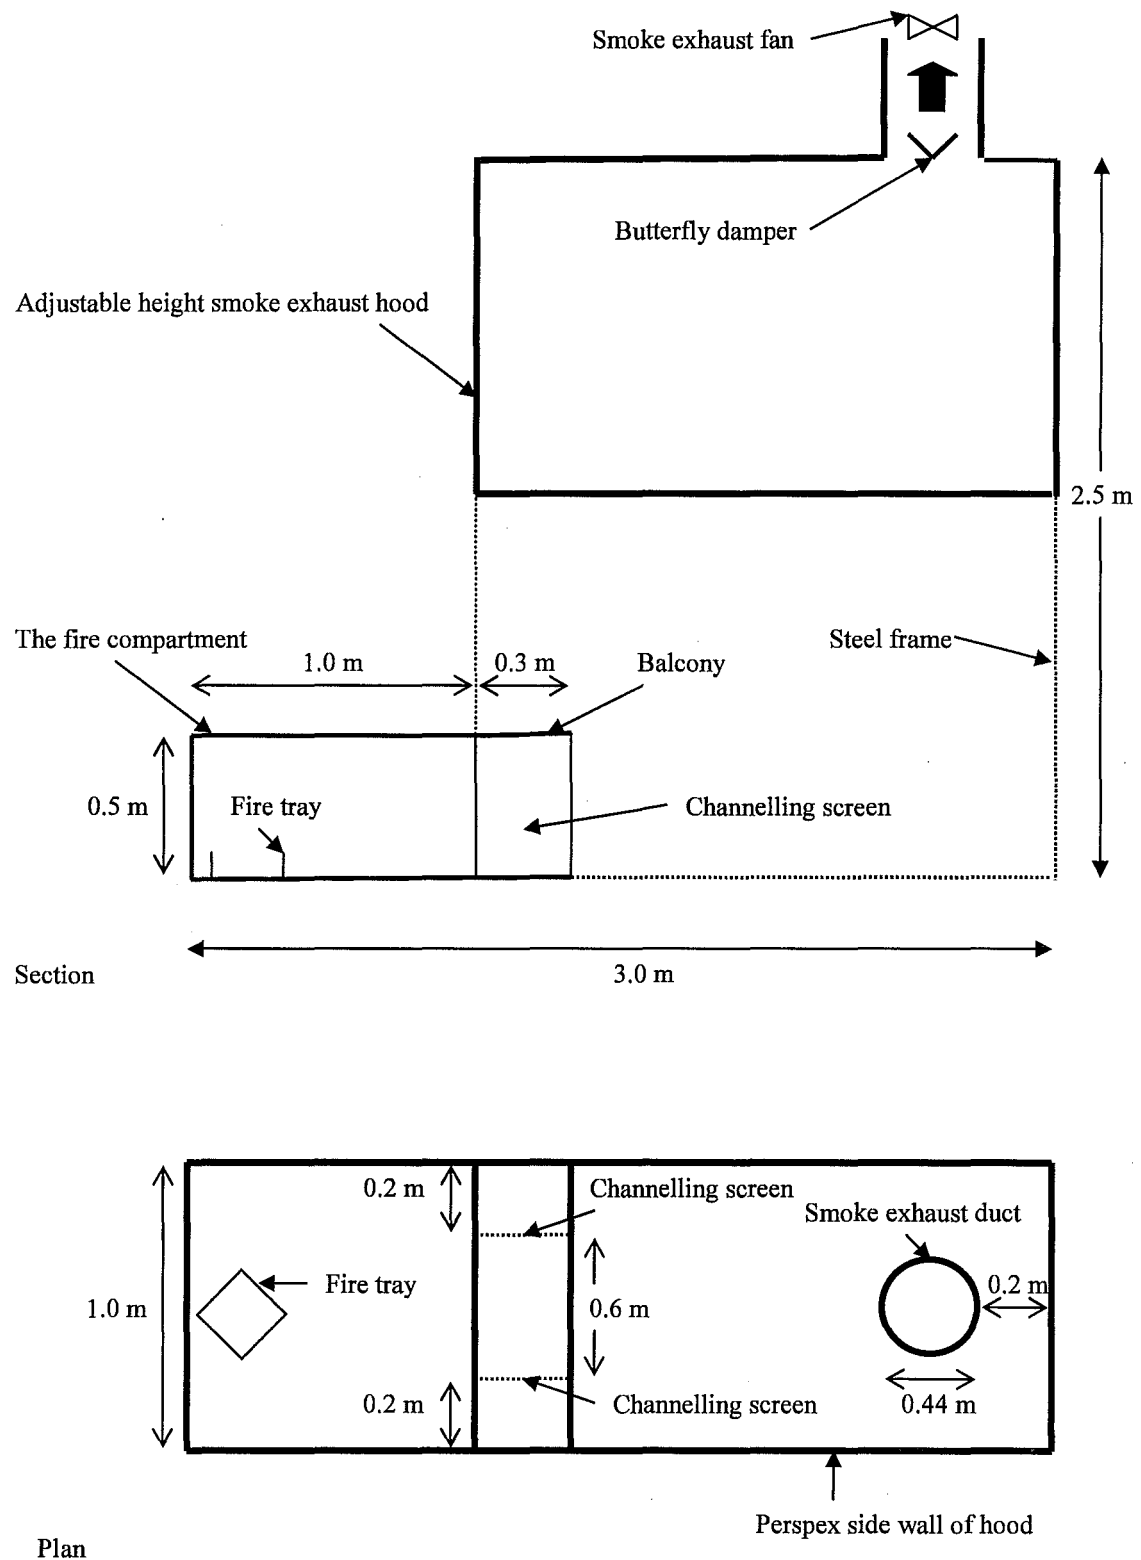 Smoke exhaust fan
Butterfly damper
Adjustable height smoke exhaust hood
2.5 m
The fire compartment
1.0 m
0.3 m
Balcony
Steel frame
0.5 m
Fire tray
Channelling screen
Section
3.0 m
0.2 m
Channelling screen
Smoke exhaust duct
Fire tray
0.2 m
1.0 m
0.6 m
0.2 m
Channelling screen
0.44 m
Perspex side wall of hood
Plan